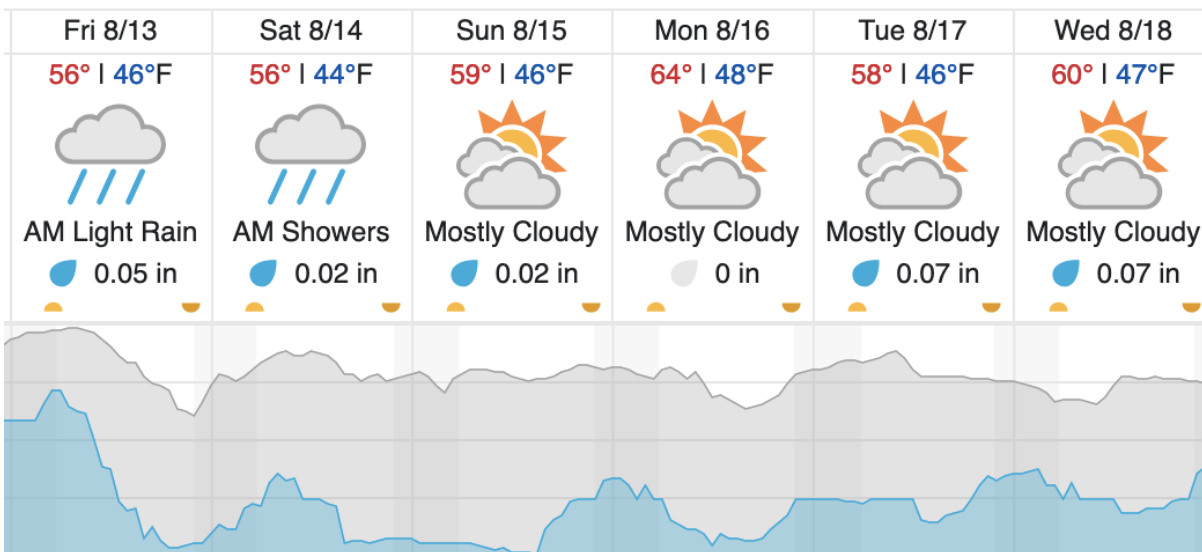 Fri 8/13 Sat 8/14 Sun 8/15 Mon 8/16 Tue 8/17 Wed 8/18
56° | 46°F 56° | 44°F 59° | 46°F 64° | 48°F 58° | 46°F 60° | 47°F
AM Light Rain AM Showers Mostly Cloudy Mostly Cloudy Mostly Cloudy Mostly Cloudy
0.05 in 0.02 in 0.02 in 0 in 0.07 in 0.07 in